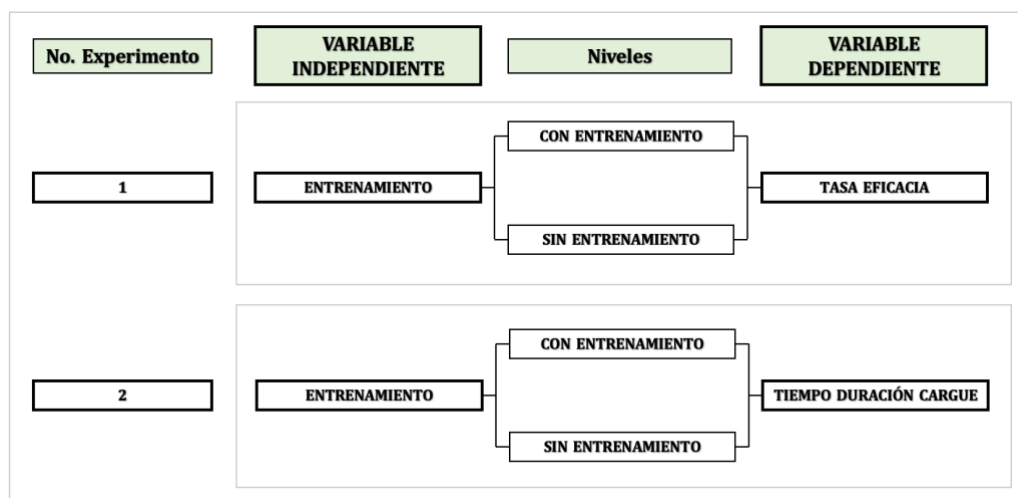 No. Experimento
VARIABLE
INDEPENDIENTE
Niveles
VARIABLE
DEPENDIENTE
1
ENTRENAMIENTO
CON ENTRENAMIENTO
SIN ENTRENAMIENTO
TASA EFICACIA
2
ENTRENAMIENTO
CON ENTRENAMIENTO
SIN ENTRENAMIENTO
TIEMPO DURACIÓN CARGUE